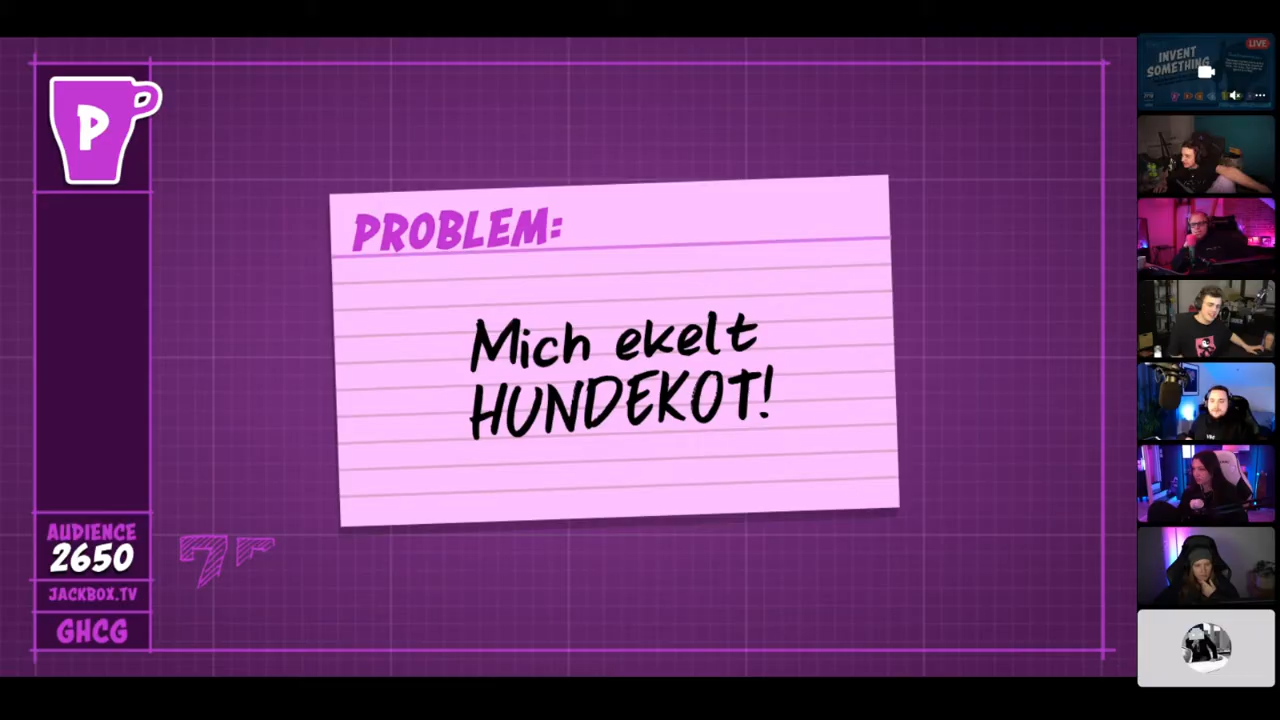 P
PROBLEM:
Mich ekelt
HUNDEKOT!
AUDIENCE
2650
JACKBOX.TV
GHCG
LIVE
INVENT
SOMETHING